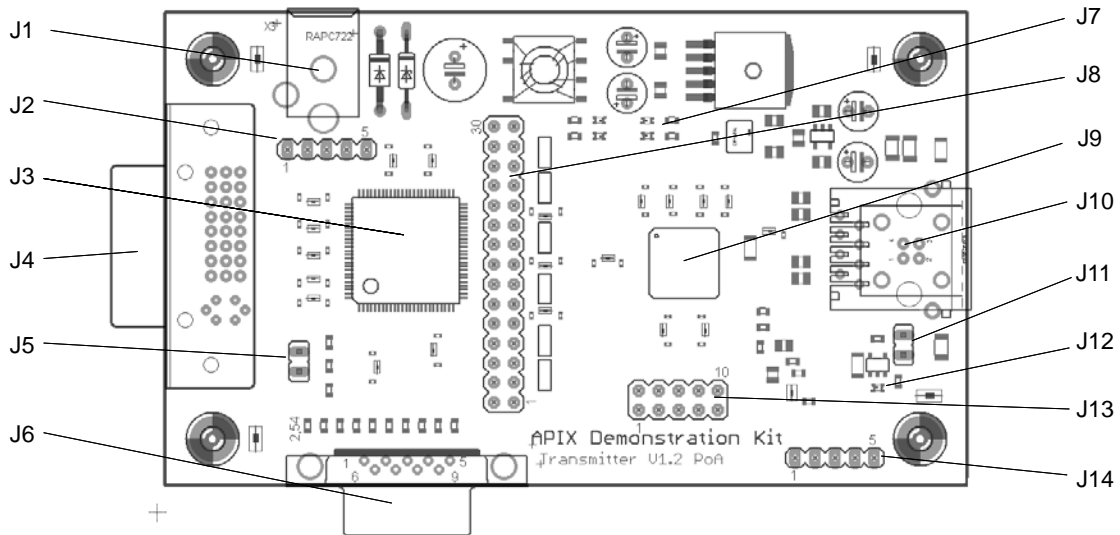 J1
J2
J3
J4
J5
J6
J7
J8
J9
J10
J11
J12
J13
J14
X3
RAPC722
1
5
30
1
2,54
1
5
6
9
1
10
APIX Demonstration Kit
Transmitter V1.2 PoA
1
5